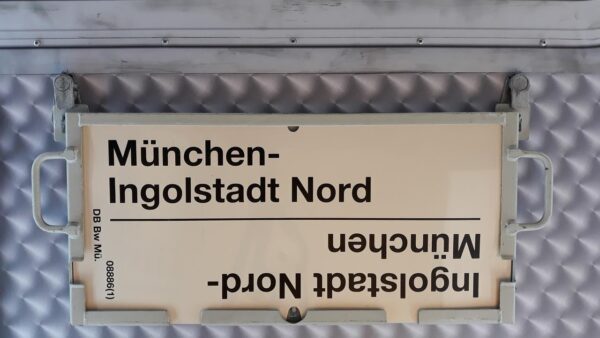 München-
Ingolstadt Nord
Ingolstadt Nord-
München
DB Bw Mü. 08886(1)